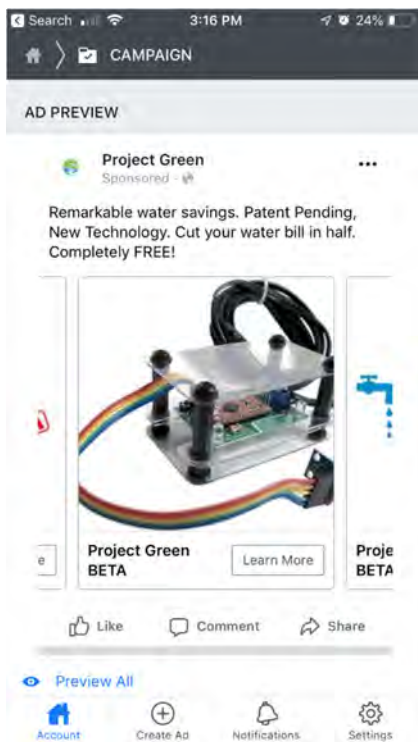 Search 3:16 PM 24%
CAMPAIGN
AD PREVIEW
Project Green
Sponsored ·
Remarkable water savings. Patent Pending,
New Technology. Cut your water bill in half.
Completely FREE!
e
Project Green
BETA
Learn More
Proje
BETA
Like Comment Share
Preview All
Account Create Ad Notifications Settings